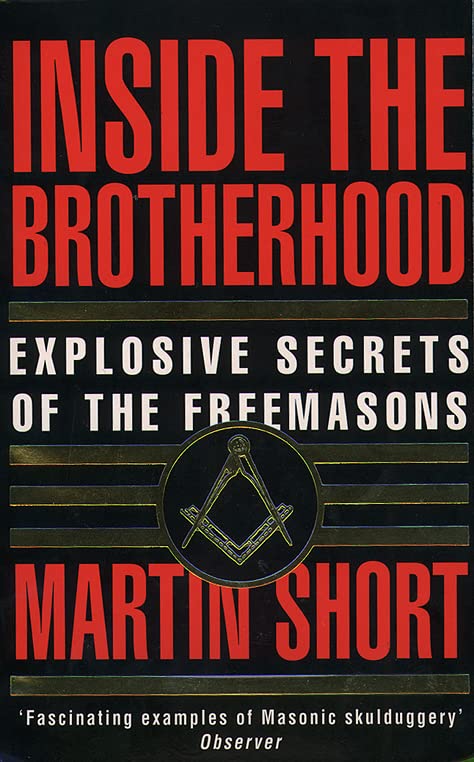 INSIDE THE
BROTHERHOOD
EXPLOSIVE SECRETS
OF THE FREEMASONS
MARTIN SHORT
‘Fascinating examples of Masonic skulduggery’
Observer